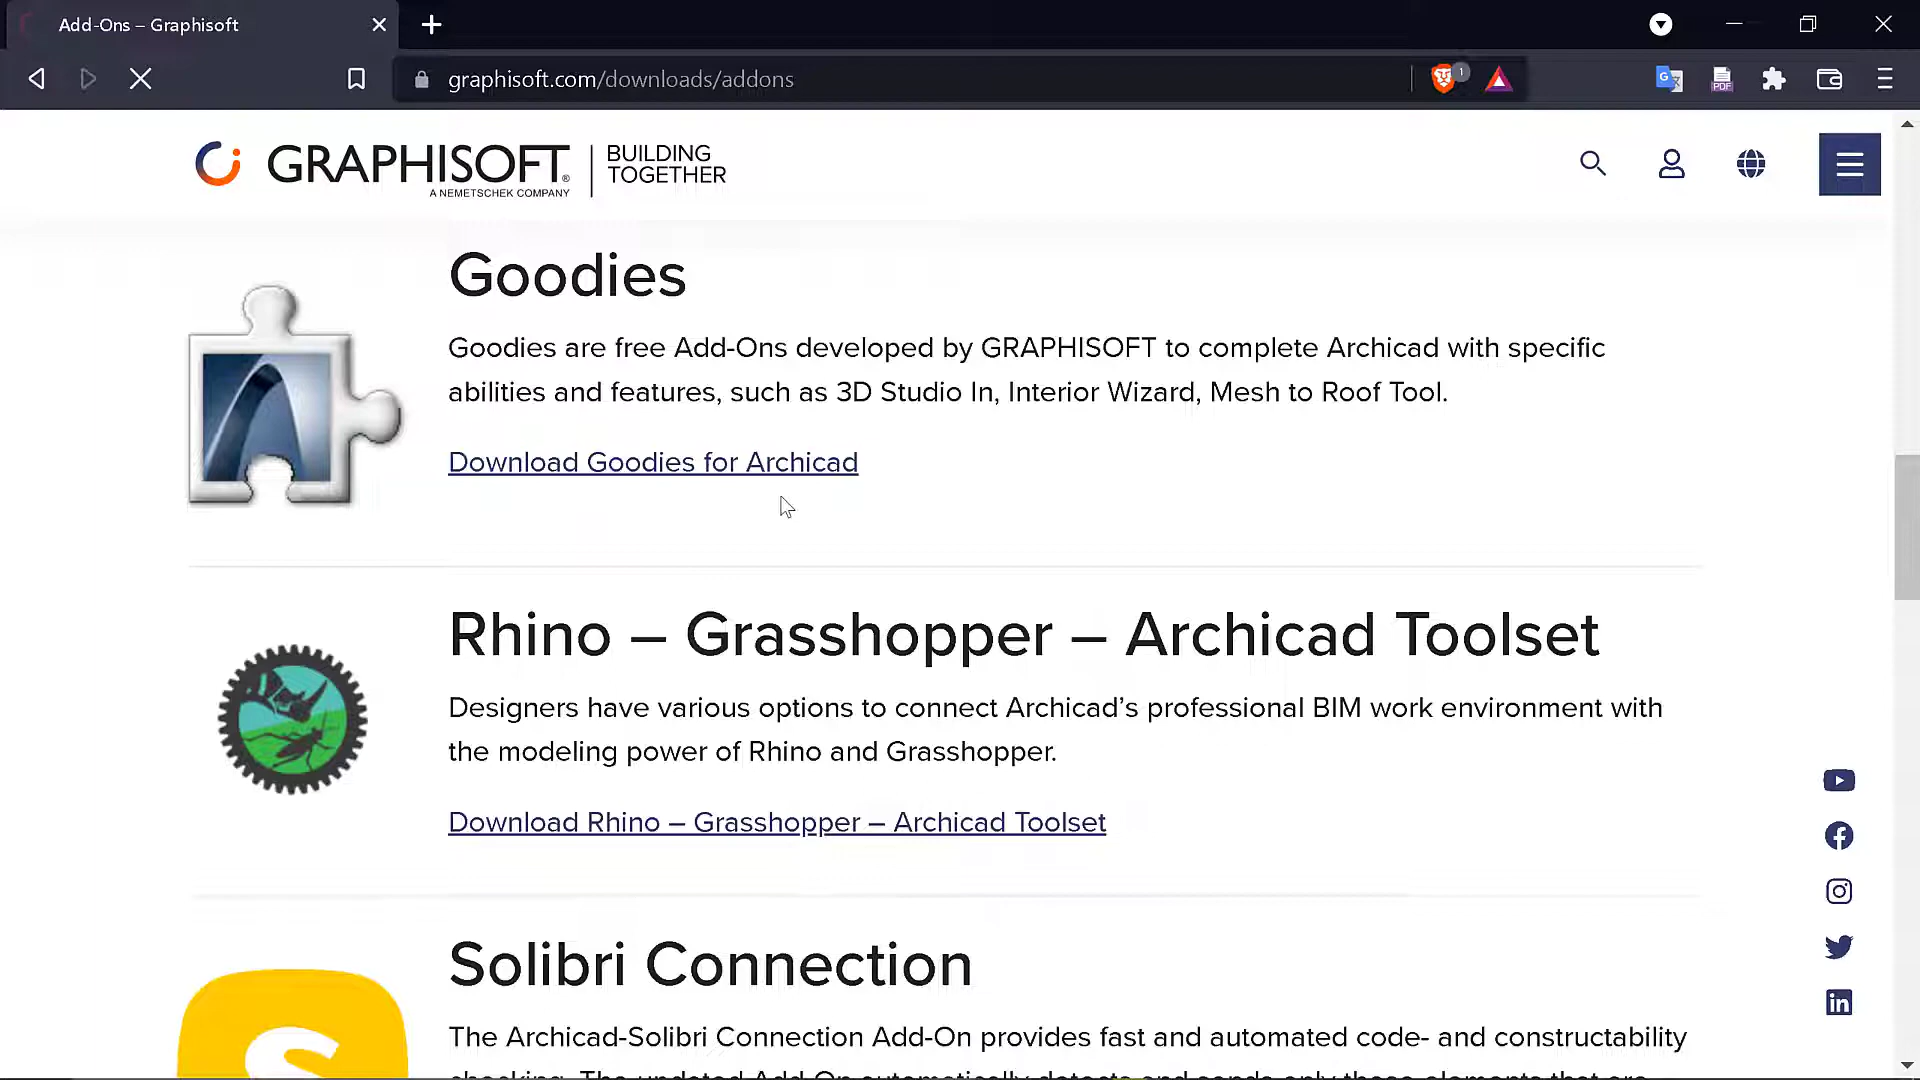 Add-Ons – Graphisoft
graphisoft.com/downloads/addons
1
PDF
GRAPHISOFT®
A NEMETSCHEK COMPANY
BUILDING
TOGETHER
Goodies
Goodies are free Add-Ons developed by GRAPHISOFT to complete Archicad with specific
abilities and features, such as 3D Studio In, Interior Wizard, Mesh to Roof Tool.
Download Goodies for Archicad
Rhino – Grasshopper – Archicad Toolset
Designers have various options to connect Archicad’s professional BIM work environment with
the modeling power of Rhino and Grasshopper.
Download Rhino – Grasshopper – Archicad Toolset
Solibri Connection
The Archicad-Solibri Connection Add-On provides fast and automated code- and constructability